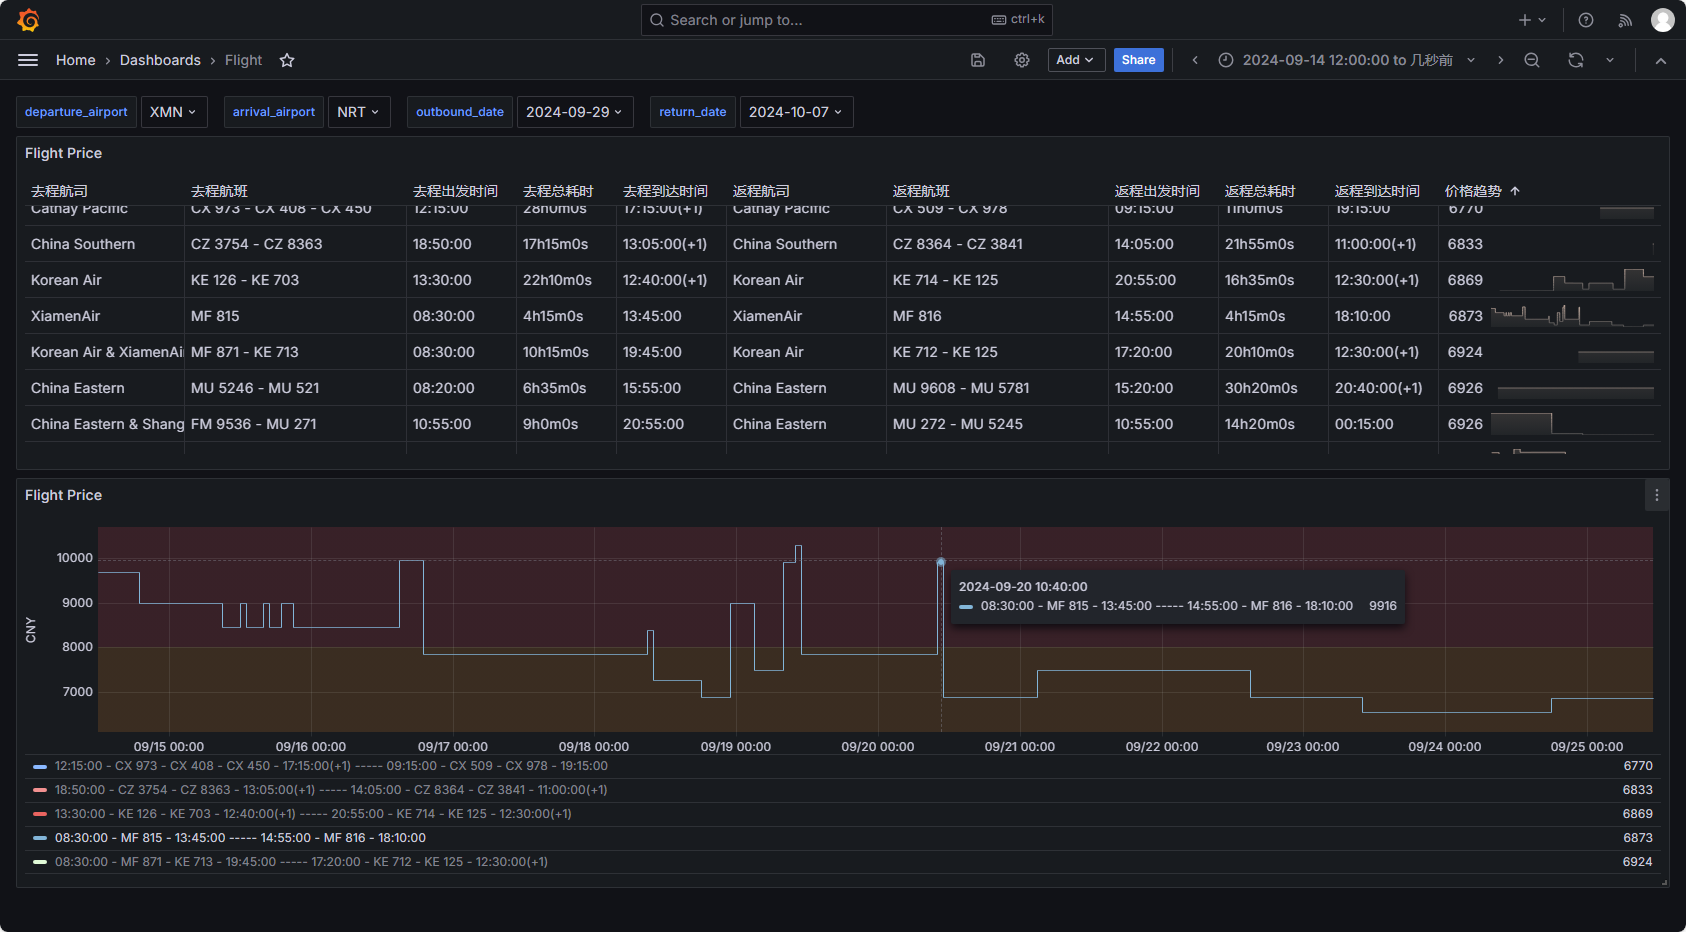 Search or jump to...
ctrl+k
Home › Dashboards › Flight
Add
Share
2024-09-14 12:00:00 to 几秒前
departure_airport XMN arrival_airport NRT outbound_date 2024-09-29 return_date 2024-10-07
Flight Price
去程航司 去程航班 去程出发时间 去程总耗时 去程到达时间 返程航司 返程航班 返程出发时间 返程总耗时 返程到达时间 价格趋势
Cathay Pacific CX 973 - CX 408 - CX 450 12:15:00 28h0m0s 17:15:00(+1) Cathay Pacific CX 509 - CX 978 09:15:00 11h0m0s 19:15:00 6770
China Southern CZ 3754 - CZ 8363 18:50:00 17h15m0s 13:05:00(+1) China Southern CZ 8364 - CZ 3841 14:05:00 21h55m0s 11:00:00(+1) 6833
Korean Air KE 126 - KE 703 13:30:00 22h10m0s 12:40:00(+1) Korean Air KE 714 - KE 125 20:55:00 16h35m0s 12:30:00(+1) 6869
XiamenAir MF 815 08:30:00 4h15m0s 13:45:00 XiamenAir MF 816 14:55:00 4h15m0s 18:10:00 6873
Korean Air & XiamenAi MF 871 - KE 713 08:30:00 10h15m0s 19:45:00 Korean Air KE 712 - KE 125 17:20:00 20h10m0s 12:30:00(+1) 6924
China Eastern MU 5246 - MU 521 08:20:00 6h35m0s 15:55:00 China Eastern MU 9608 - MU 5781 15:20:00 30h20m0s 20:40:00(+1) 6926
China Eastern & Shang FM 9536 - MU 271 10:55:00 9h0m0s 20:55:00 China Eastern MU 272 - MU 5245 10:55:00 14h20m0s 00:15:00 6926
Flight Price
CNY
10000
9000
8000
7000
2024-09-20 10:40:00
08:30:00 - MF 815 - 13:45:00 ----- 14:55:00 - MF 816 - 18:10:00 9916
09/15 00:00 09/16 00:00 09/17 00:00 09/18 00:00 09/19 00:00 09/20 00:00 09/21 00:00 09/22 00:00 09/23 00:00 09/24 00:00 09/25 00:00
12:15:00 - CX 973 - CX 408 - CX 450 - 17:15:00(+1) ----- 09:15:00 - CX 509 - CX 978 - 19:15:00 6770
18:50:00 - CZ 3754 - CZ 8363 - 13:05:00(+1) ----- 14:05:00 - CZ 8364 - CZ 3841 - 11:00:00(+1) 6833
13:30:00 - KE 126 - KE 703 - 12:40:00(+1) ----- 20:55:00 - KE 714 - KE 125 - 12:30:00(+1) 6869
08:30:00 - MF 815 - 13:45:00 ----- 14:55:00 - MF 816 - 18:10:00 6873
08:30:00 - MF 871 - KE 713 - 19:45:00 ----- 17:20:00 - KE 712 - KE 125 - 12:30:00(+1) 6924